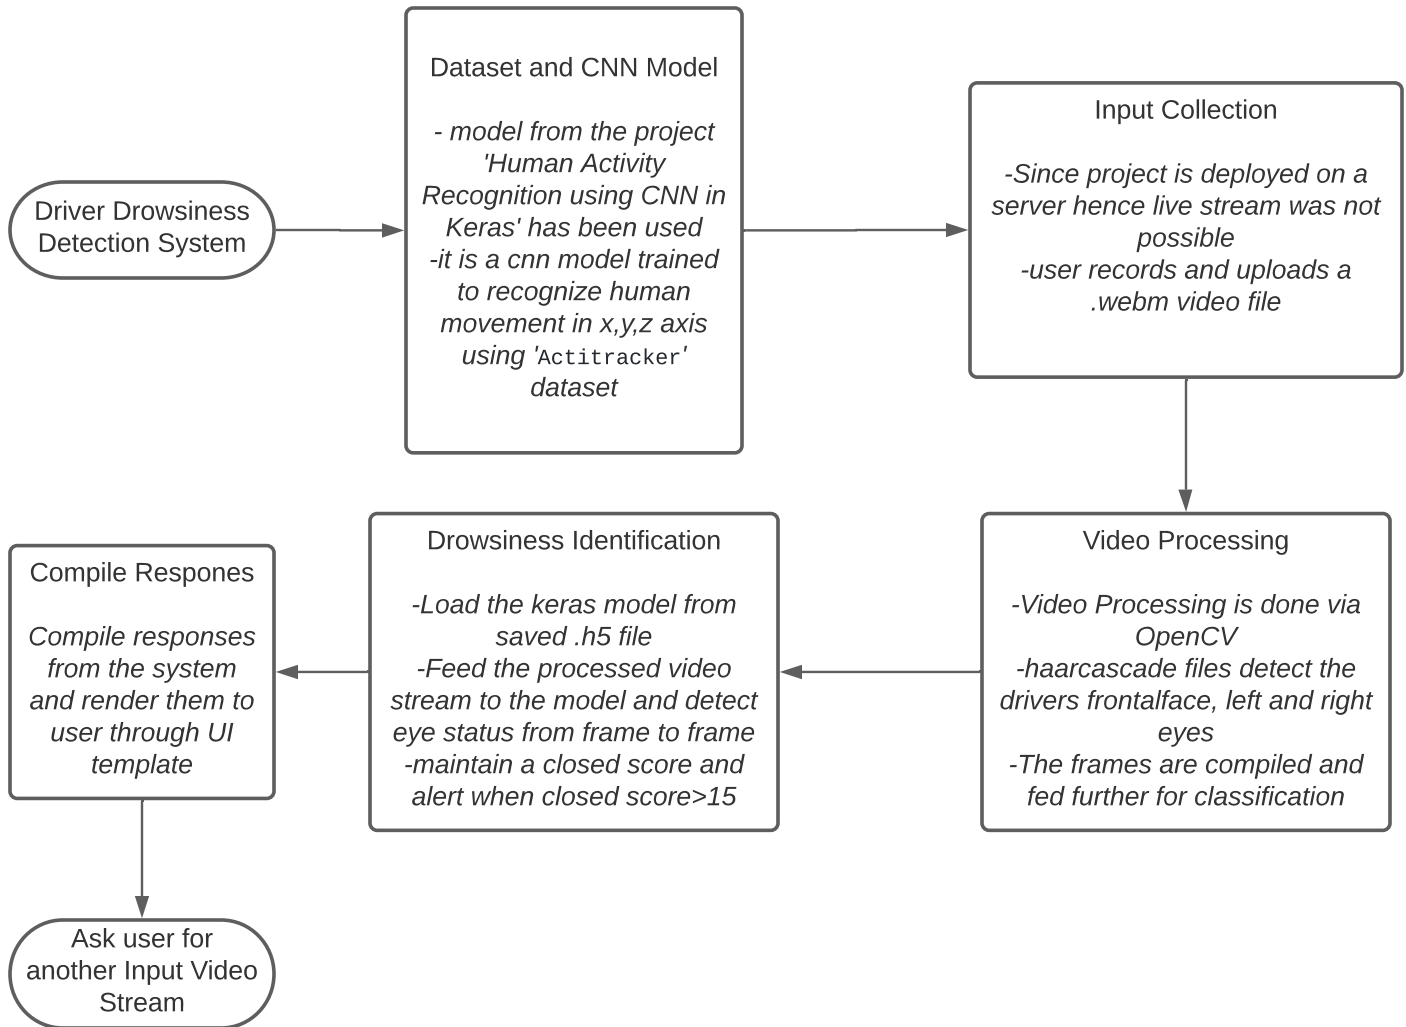 Driver Drowsiness
Detection System
Dataset and CNN Model
- model from the project
'Human Activity
Recognition using CNN in
Keras' has been used
-it is a cnn model trained
to recognize human
movement in x,y,z axis
using 'Actitracker'
dataset
Input Collection
-Since project is deployed on a
server hence live stream was not
possible
-user records and uploads a
.webm video file
Video Processing
-Video Processing is done via
OpenCV
-haarcascade files detect the
drivers frontalface, left and right
eyes
-The frames are compiled and
fed further for classification
Drowsiness Identification
-Load the keras model from
saved .h5 file
-Feed the processed video
stream to the model and detect
eye status from frame to frame
-maintain a closed score and
alert when closed score>15
Compile Respones
Compile responses
from the system
and render them to
user through UI
template
Ask user for
another Input Video
Stream